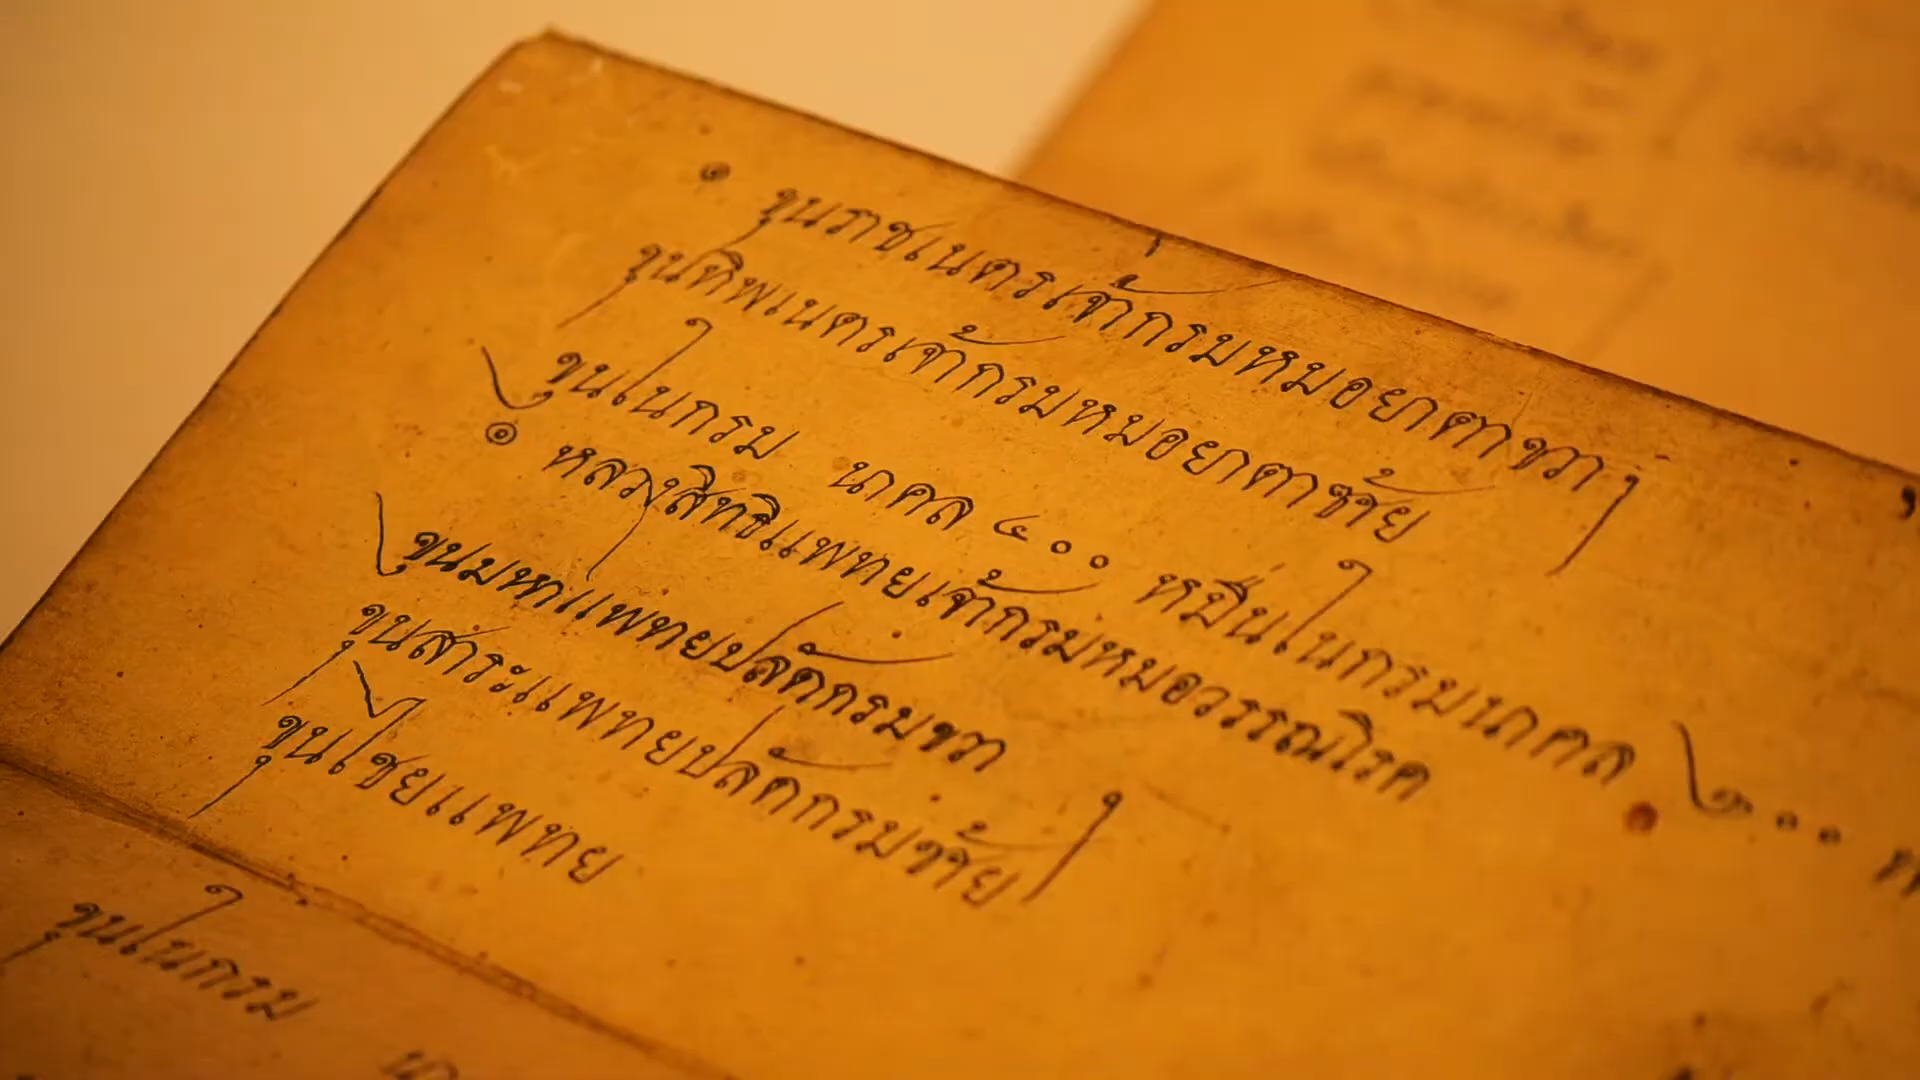 ๏ ขุนราชเนตรเจ้ากรมหมอยาตาขวา
ขุนทิพเนตรเจ้ากรมหมอยาตาซ้าย
ขุนในกรม นาคล ๔๐๐ หมื่นในกรมนาคล ๒๐๐
๏ หลวงสิทธิแพทยเจ้ากรมหมอวรรณโรค
ขุนมหาแพทยปลัดกรมขวา
ขุนสาระแพทยปลัดกรมซ้าย
ขุนไชยแพทย
ขุนในกรม